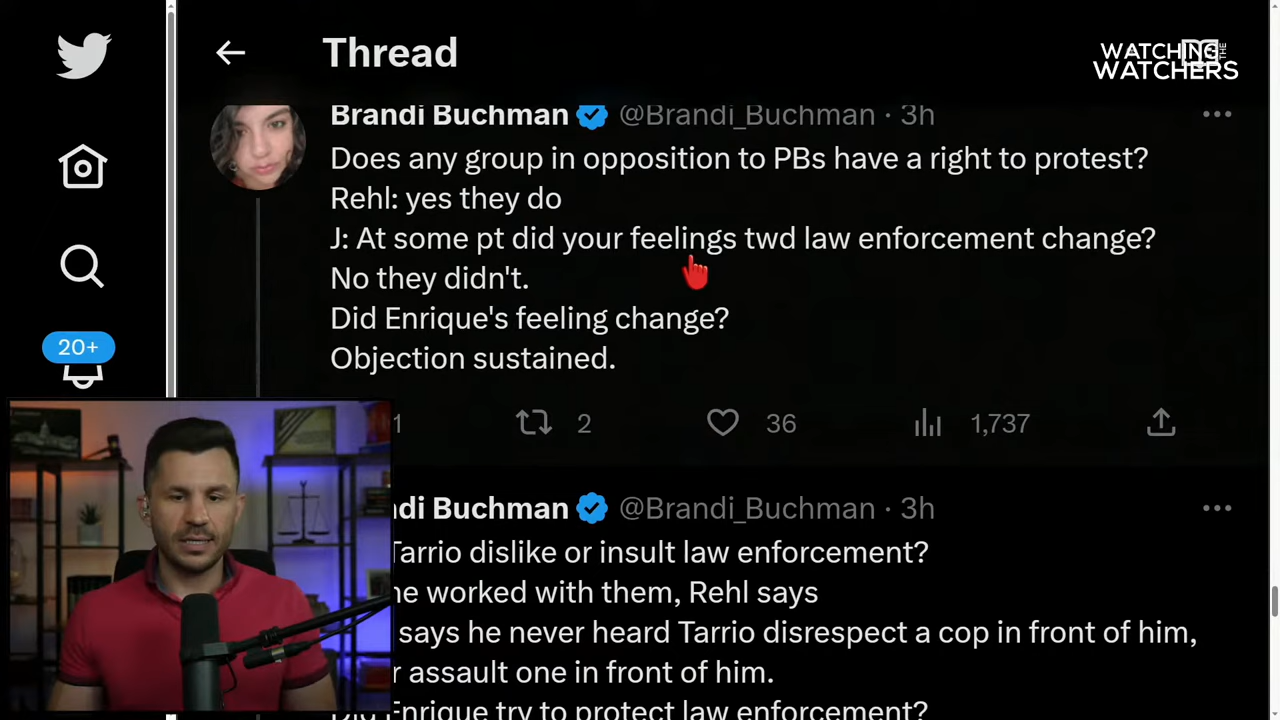 Thread
WATCHING THE
WATCHERS
Brandi Buchman @Brandi_Buchman · 3h
Does any group in opposition to PBs have a right to protest?
Rehl: yes they do
J: At some pt did your feelings twd law enforcement change?
No they didn't.
Did Enrique's feeling change?
Objection sustained.
20+
1 2 36 1,737
di Buchman @Brandi_Buchman · 3h
Tarrio dislike or insult law enforcement?
he worked with them, Rehl says
says he never heard Tarrio disrespect a cop in front of him,
r assault one in front of him.
Did Enrique try to protect law enforcement?